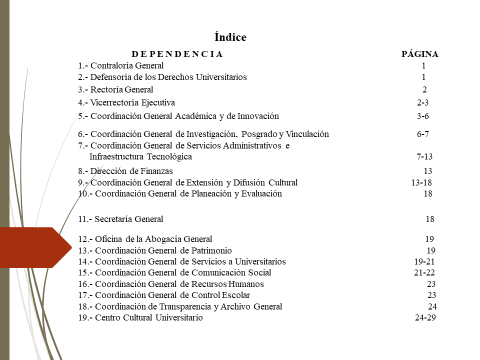 Índice
D E P E N D E N C I A PÁGINA
1.- Contraloría General 1
2.- Defensoría de los Derechos Universitarios 1
3.- Rectoría General 2
4.- Vicerrectoría Ejecutiva 2-3
5.- Coordinación General Académica y de Innovación 3-6
6.- Coordinación General de Investigación, Posgrado y Vinculación 6-7
7.- Coordinación General de Servicios Administrativos e
Infraestructura Tecnológica 7-13
8.- Dirección de Finanzas 13
9.- Coordinación General de Extensión y Difusión Cultural 13-18
10.- Coordinación General de Planeación y Evaluación 18
11.- Secretaría General 18
12.- Oficina de la Abogacía General 19
13.- Coordinación General de Patrimonio 19
14.- Coordinación General de Servicios a Universitarios 19-21
15.- Coordinación General de Comunicación Social 21-22
16.- Coordinación General de Recursos Humanos 23
17.- Coordinación General de Control Escolar 23
18.- Coordinación de Transparencia y Archivo General 24
19.- Centro Cultural Universitario 24-29